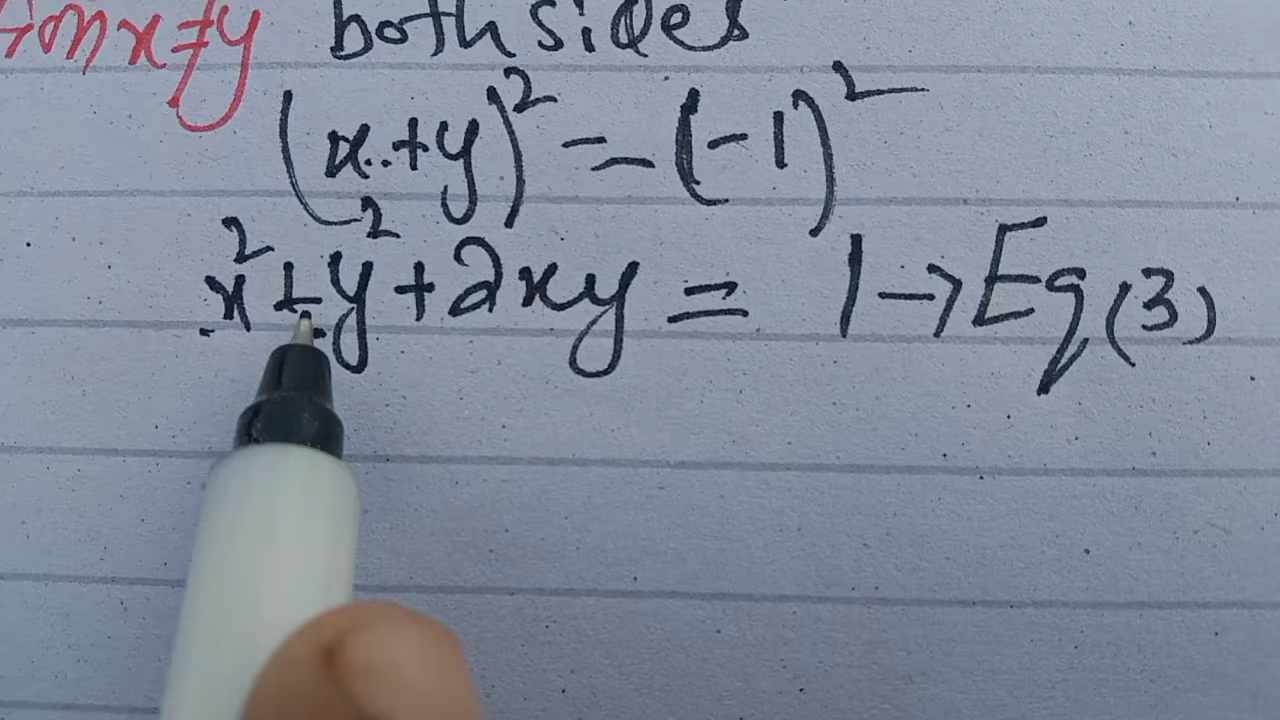 x≠y both sides
(x+y)² = (-1)²
x²+y²+2xy = 1 → Eq(3)